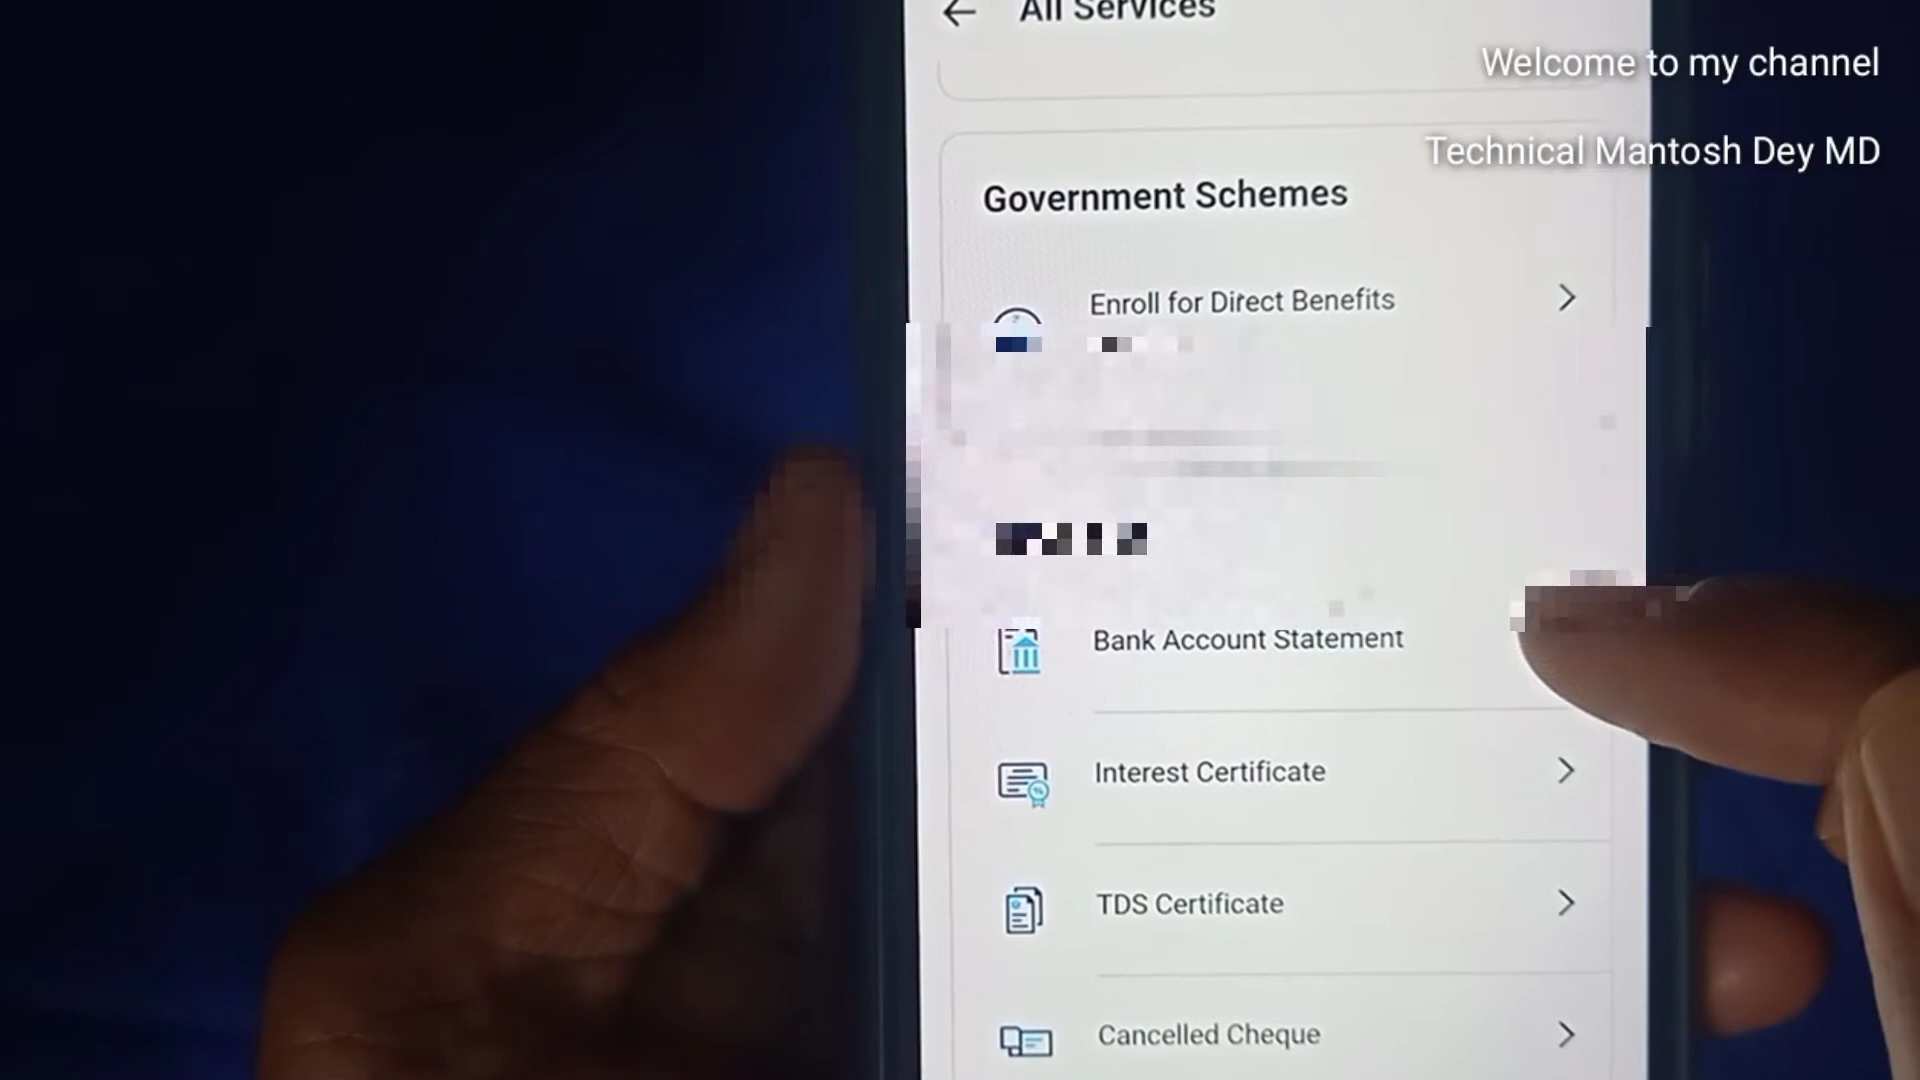 All Services
Welcome to my channel
Technical Mantosh Dey MD
Government Schemes
Enroll for Direct Benefits
Bank Account Statement
Interest Certificate
TDS Certificate
Cancelled Cheque